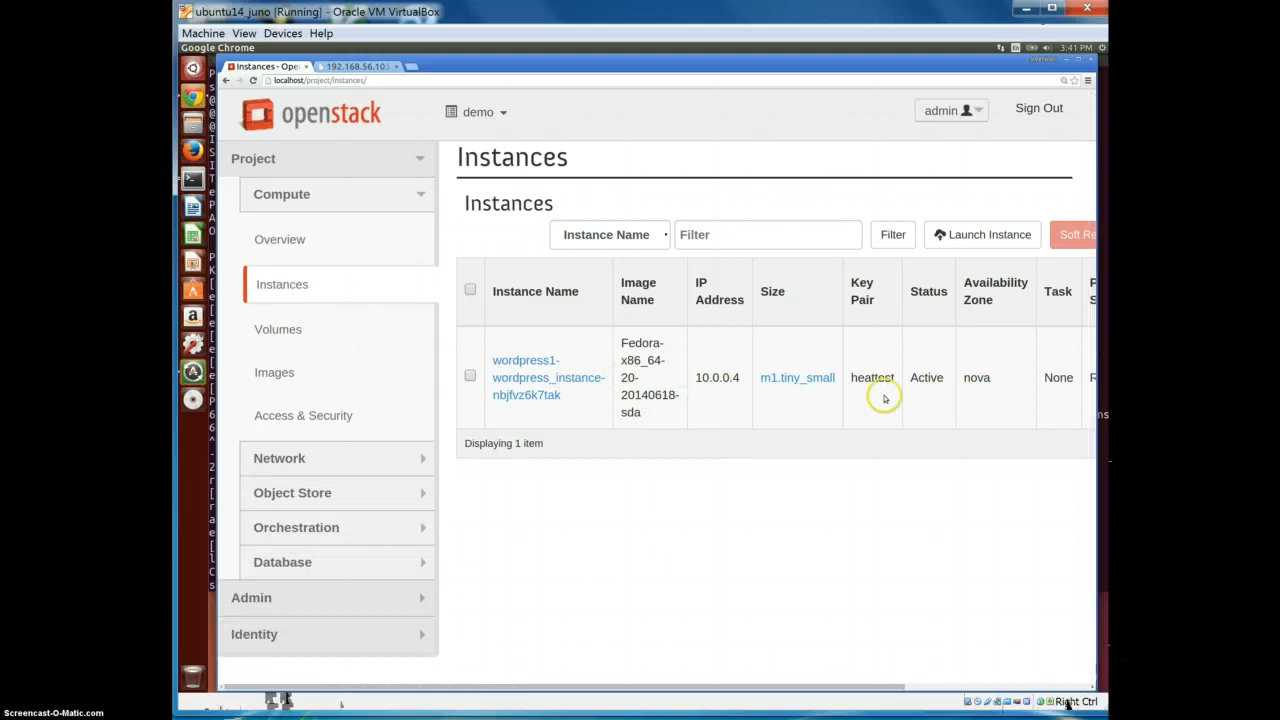 ubuntu14_juno [Running] - Oracle VM VirtualBox
Machine View Devices Help
Google Chrome
3:41 PM
Instances - Ope
192.168.56.10
localhost/project/instances/
openstack
demo
admin
Sign Out
Project
Compute
Overview
Instances
Volumes
Images
Access & Security
Network
Object Store
Orchestration
Database
Admin
Identity
Instances
Instances
Instance Name
Filter
Filter
Launch Instance
Soft Re
Instance Name
Image Name
IP Address
Size
Key Pair
Status
Availability Zone
Task
wordpress1-
wordpress_instance-
nbjfvz6k7tak
Fedora-
x86_64-
20-
20140618-
sda
10.0.0.4
m1.tiny_small
heattest
Active
nova
None
Displaying 1 item
Right Ctrl
Screencast-O-Matic.com